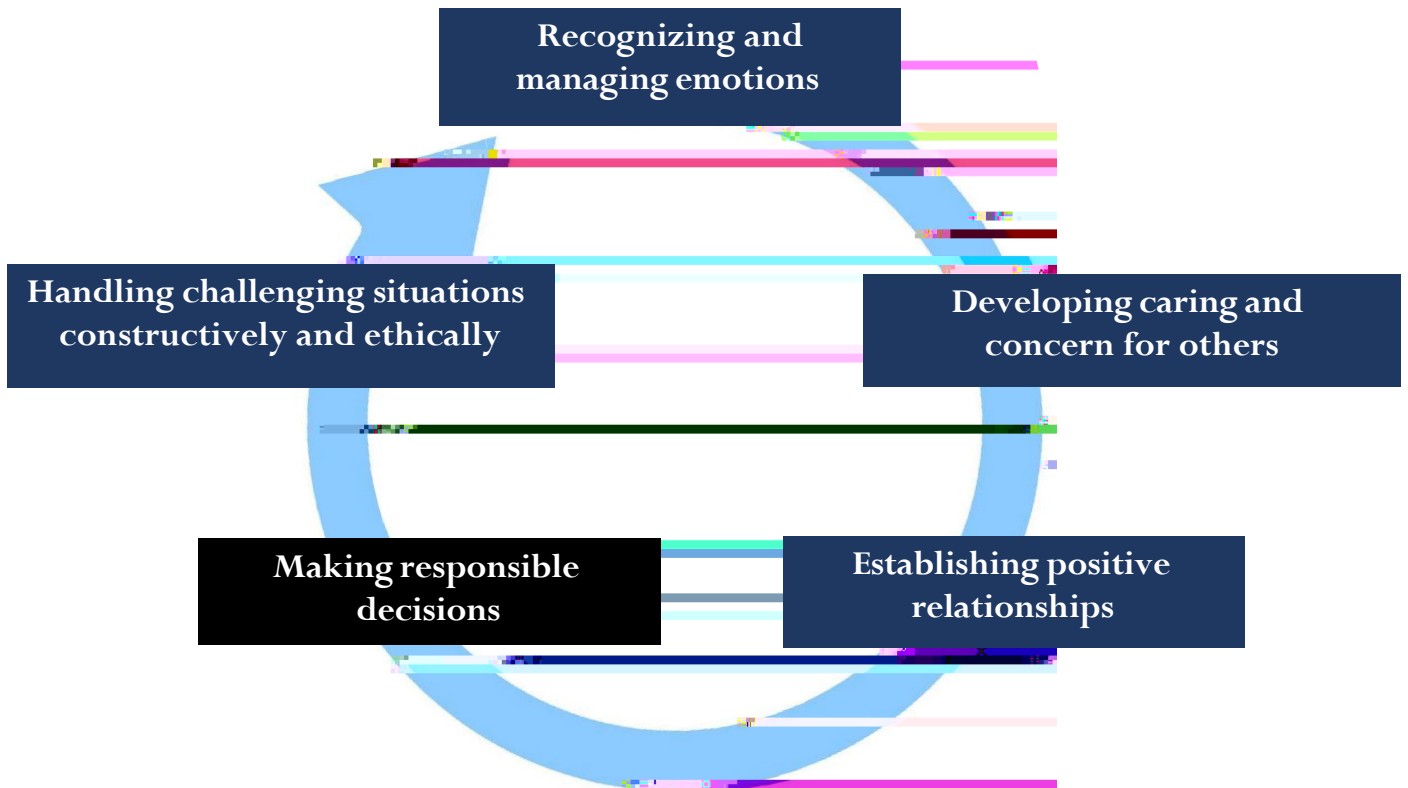 Recognizing and
managing emotions
Handling challenging situations
constructively and ethically
Developing caring and
concern for others
Making responsible
decisions
Establishing positive
relationships